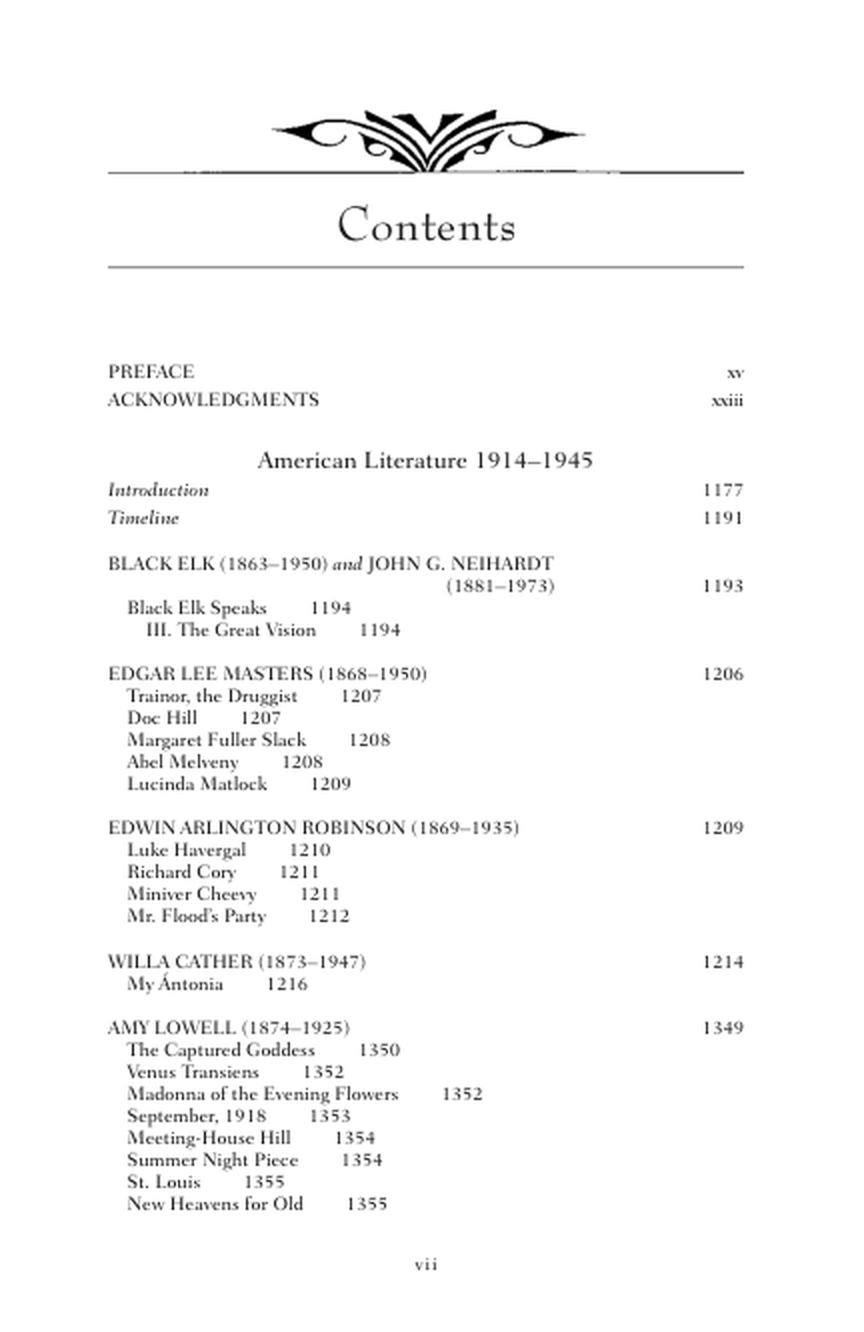 Contents
PREFACE xv
ACKNOWLEDGMENTS xxiii
American Literature 1914–1945
Introduction 1177
Timeline 1191
BLACK ELK (1863–1950) and JOHN G. NEIHARDT
(1881–1973) 1193
Black Elk Speaks 1194
III. The Great Vision 1194
EDGAR LEE MASTERS (1868–1950) 1206
Trainor, the Druggist 1207
Doc Hill 1207
Margaret Fuller Slack 1208
Abel Melveny 1208
Lucinda Matlock 1209
EDWIN ARLINGTON ROBINSON (1869–1935) 1209
Luke Havergal 1210
Richard Cory 1211
Miniver Cheevy 1211
Mr. Flood's Party 1212
WILLA CATHER (1873–1947) 1214
My Ántonia 1216
AMY LOWELL (1874–1925) 1349
The Captured Goddess 1350
Venus Transiens 1352
Madonna of the Evening Flowers 1352
September, 1918 1353
Meeting-House Hill 1354
Summer Night Piece 1354
St. Louis 1355
New Heavens for Old 1355
vii